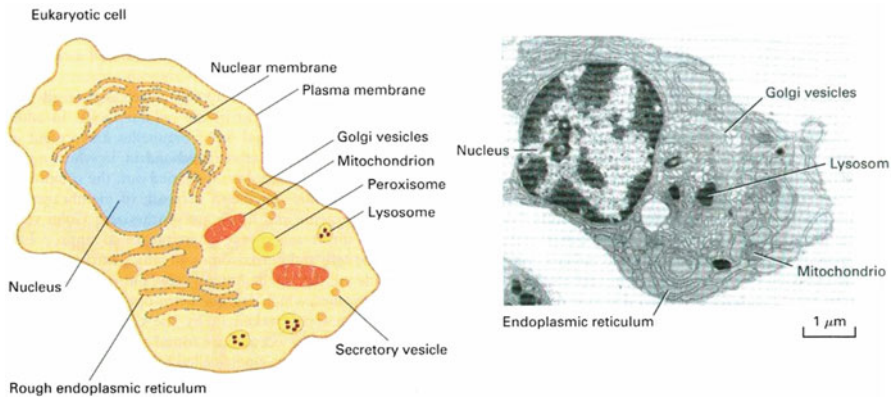 Eukaryotic cell
Nuclear membrane
Plasma membrane
Golgi vesicles
Mitochondrion
Peroxisome
Lysosome
Nucleus
Secretory vesicle
Rough endoplasmic reticulum
Golgi vesicles
Nucleus
Lysosom
Mitochondrio
Endoplasmic reticulum
1 μm